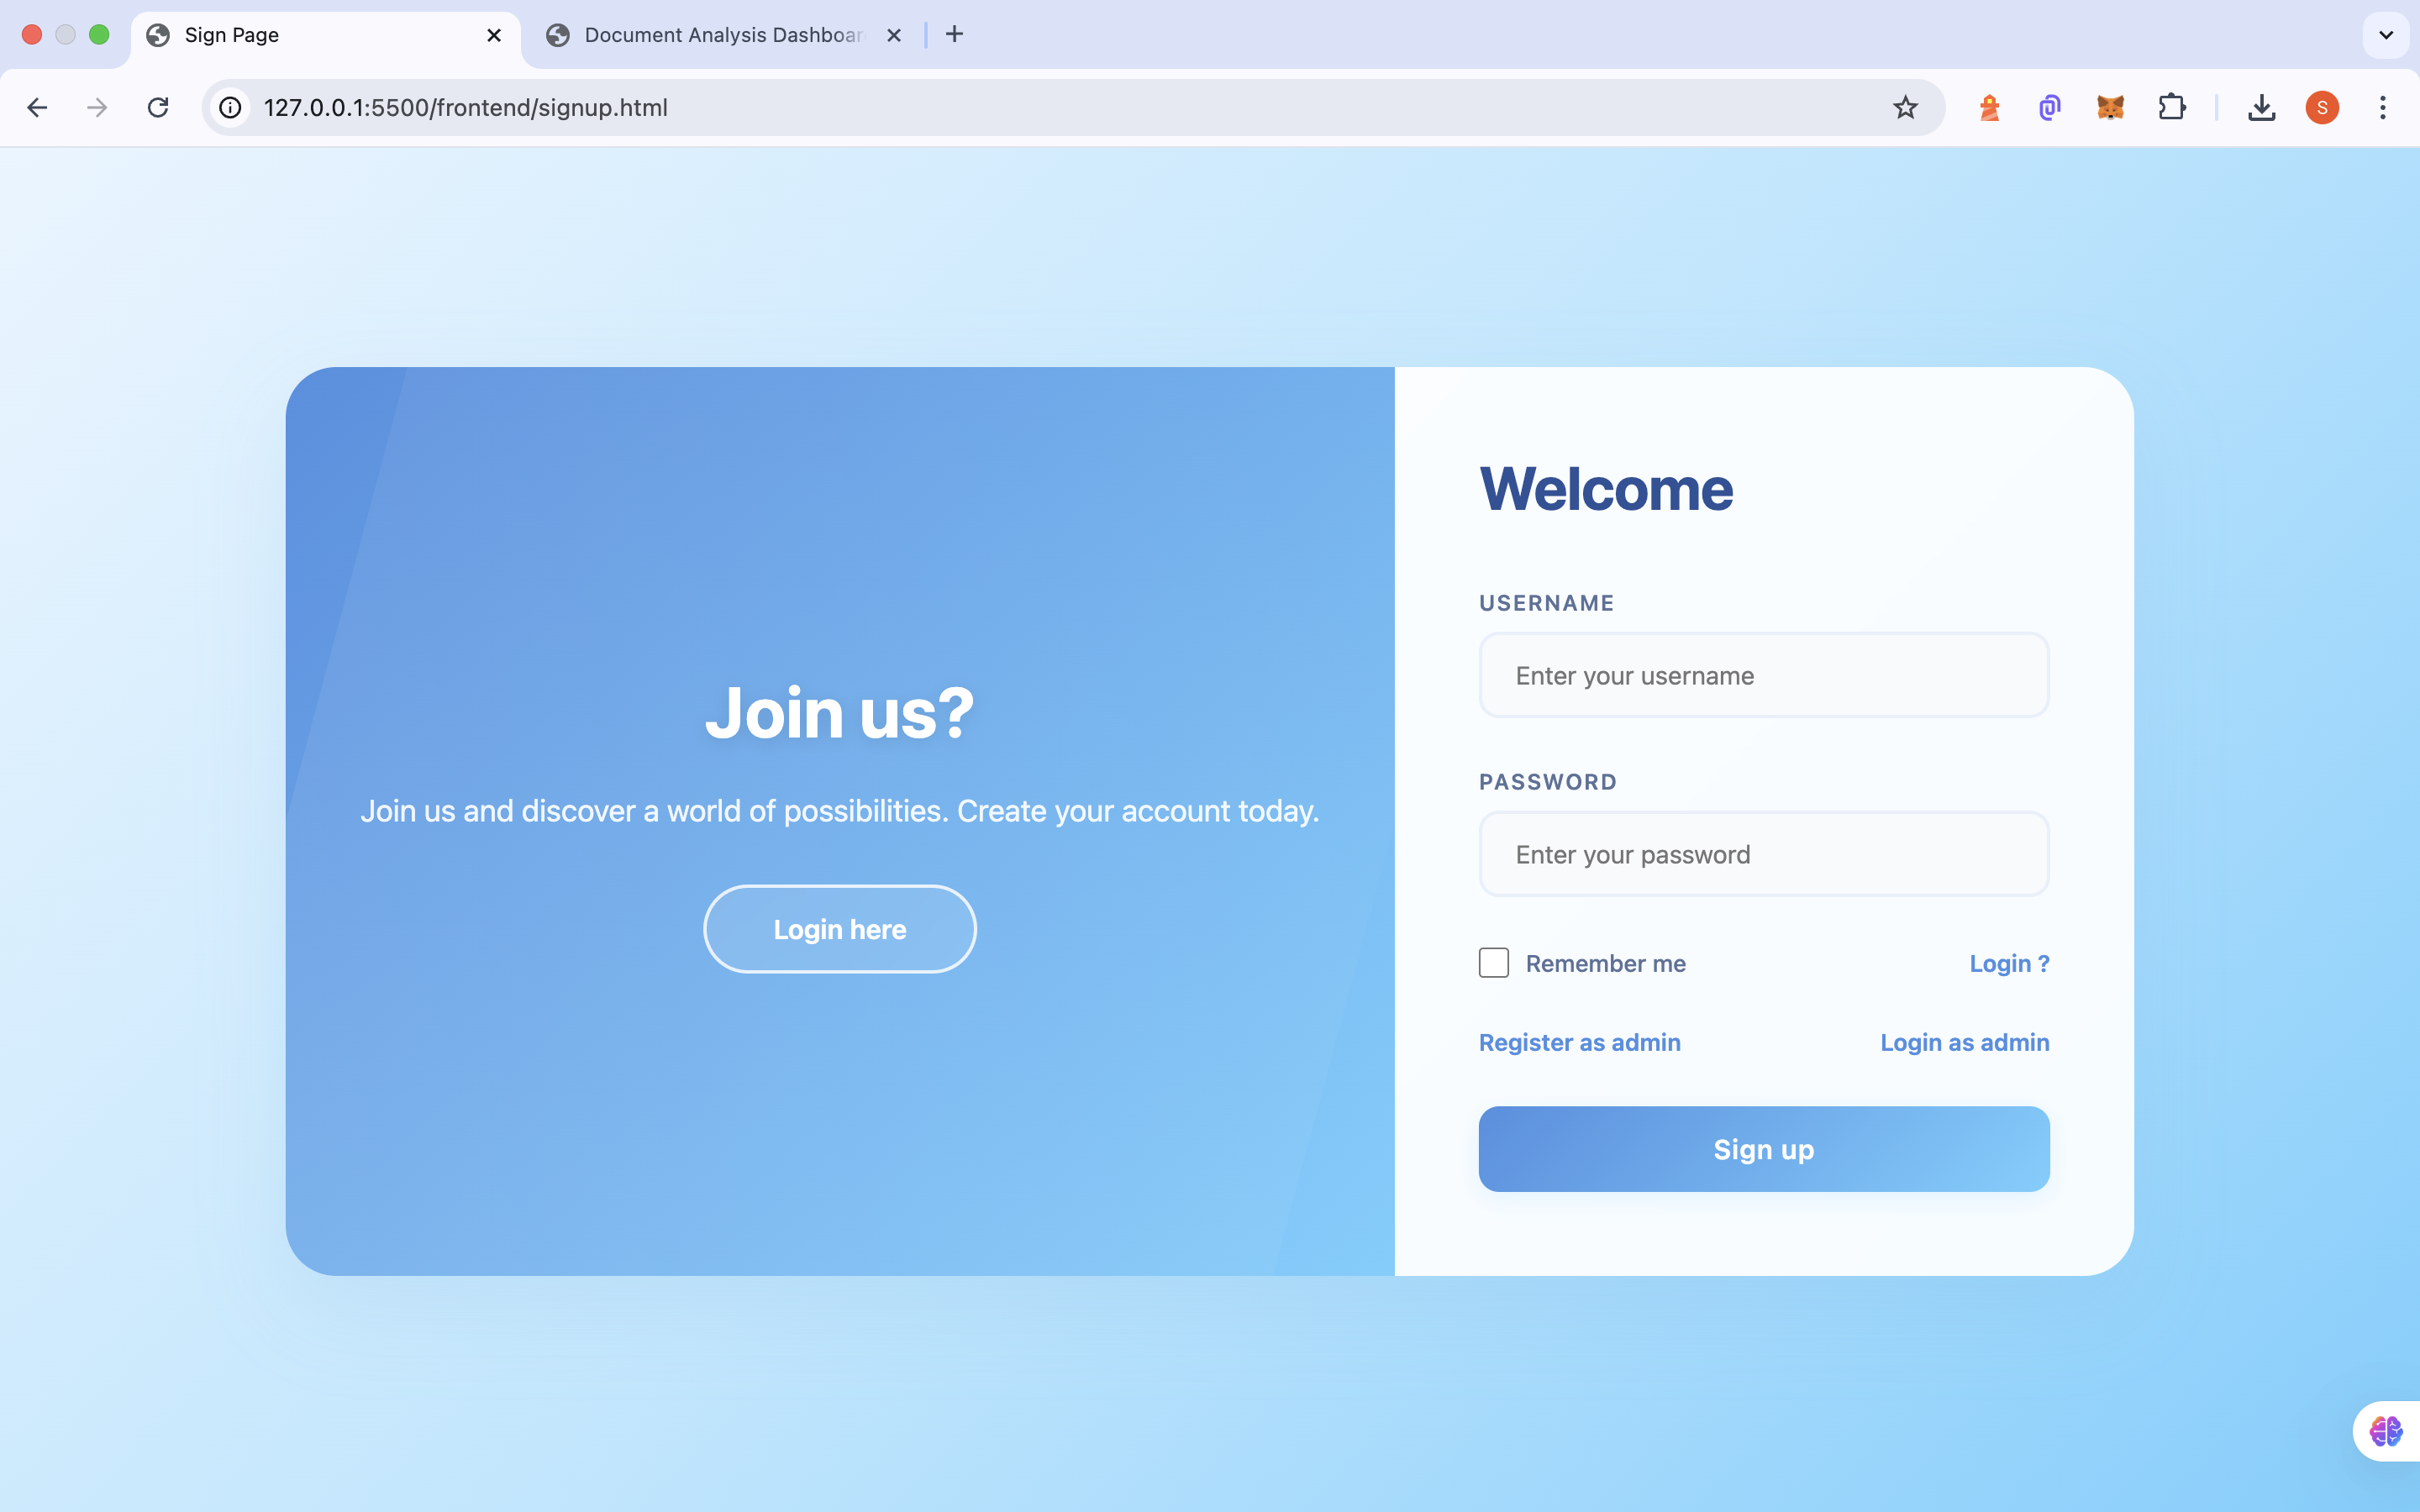 Sign Page
Document Analysis Dashboar
127.0.0.1:5500/frontend/signup.html
S
Join us?
Join us and discover a world of possibilities. Create your account today.
Login here
Welcome
USERNAME
Enter your username
PASSWORD
Enter your password
Remember me
Login ?
Register as admin
Login as admin
Sign up